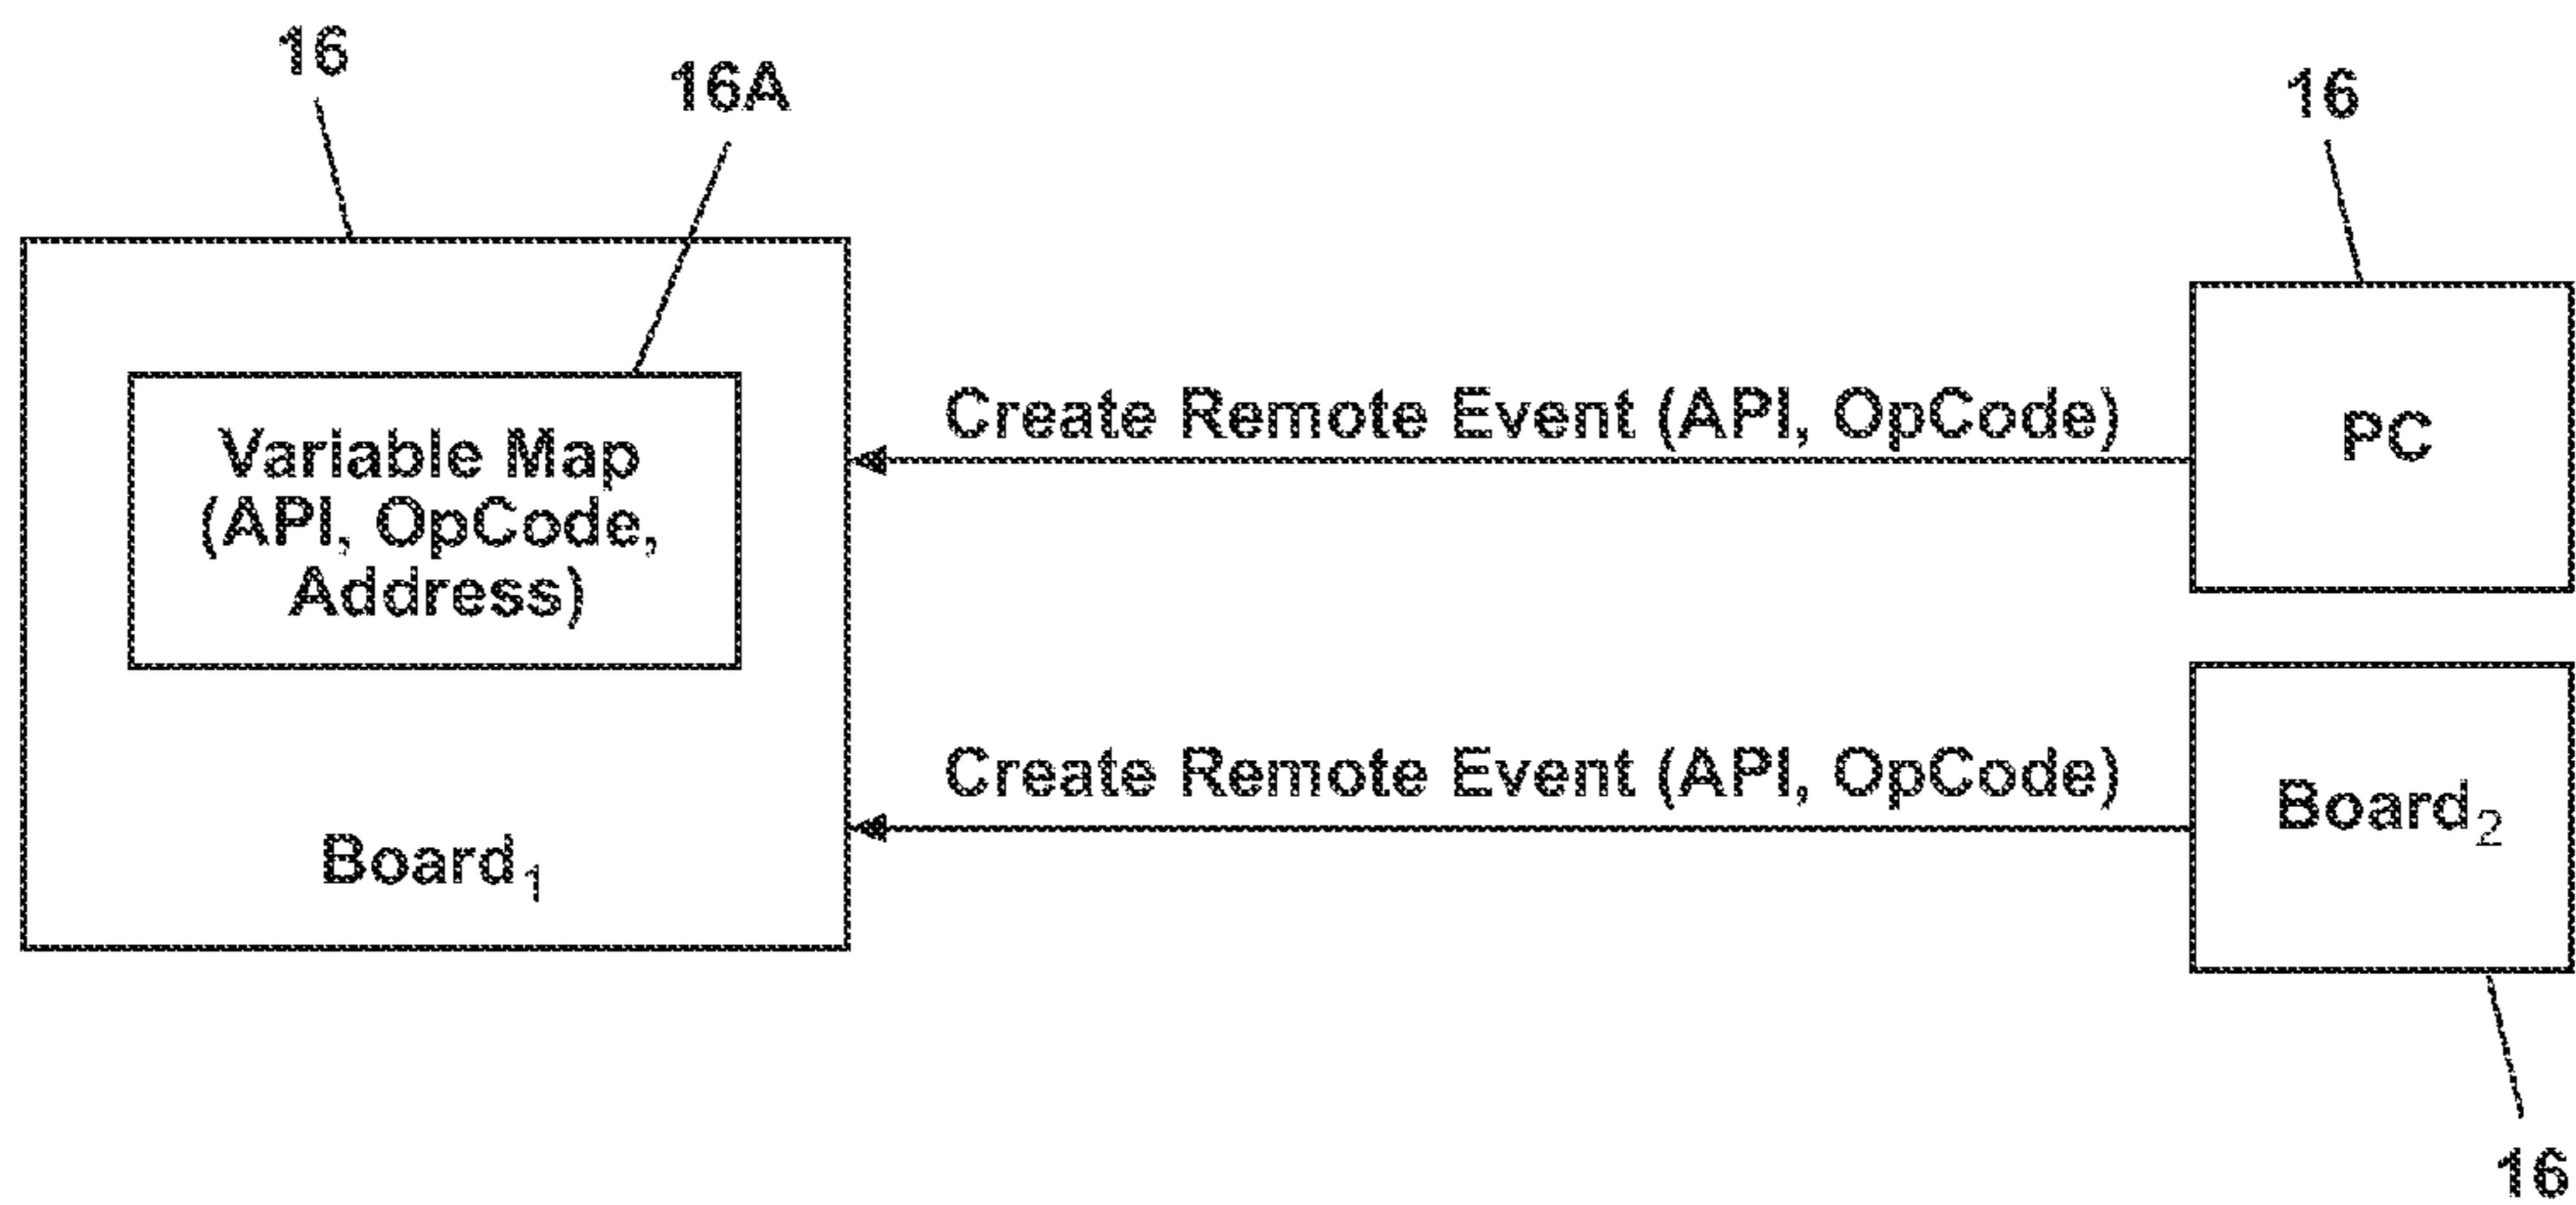 16
16A
16
Variable Map
(API, OpCode,
Address)
Board1
Create Remote Event (API, OpCode)
PC
Create Remote Event (API, OpCode)
Board2
16